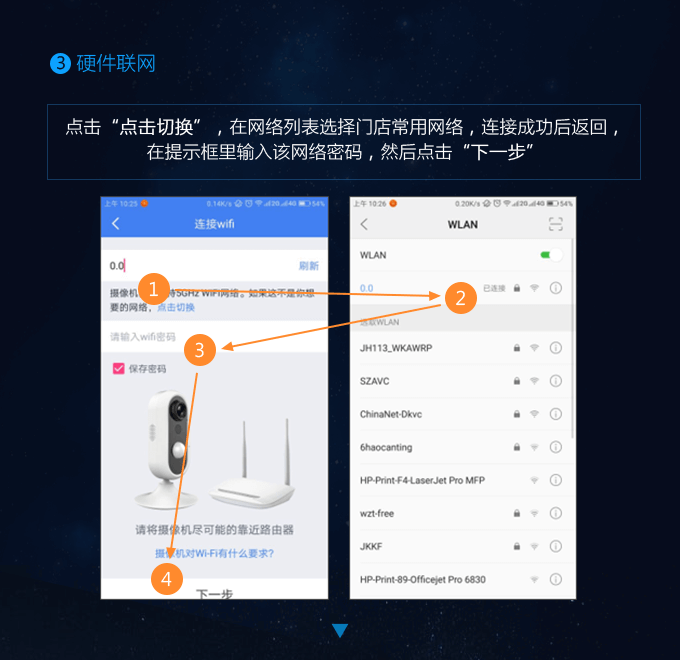 3 硬件联网
点击“点击切换”，在网络列表选择门店常用网络，连接成功后返回，
在提示框里输入该网络密码，然后点击“下一步”
上午 10:25 0.14K/s 2G 4G 54%
连接wifi
0.0 刷新
摄像机 持5GHz WiFi网络。如果这不是你想
要的网络，点击切换
1
请输入wifi密码
3
保存密码
请将摄像机尽可能的靠近路由器
摄像机对Wi-Fi有什么要求?
4
下一步
上午 10:26 0.20K/s 2G 4G 54%
WLAN
WLAN
0.0 已连接
2
选取WLAN
JH113_WKAWRP
SZAVC
ChinaNet-Dkvc
6haocanting
HP-Print-F4-LaserJet Pro MFP
wzt-free
JKKF
HP-Print-89-Officejet Pro 6830